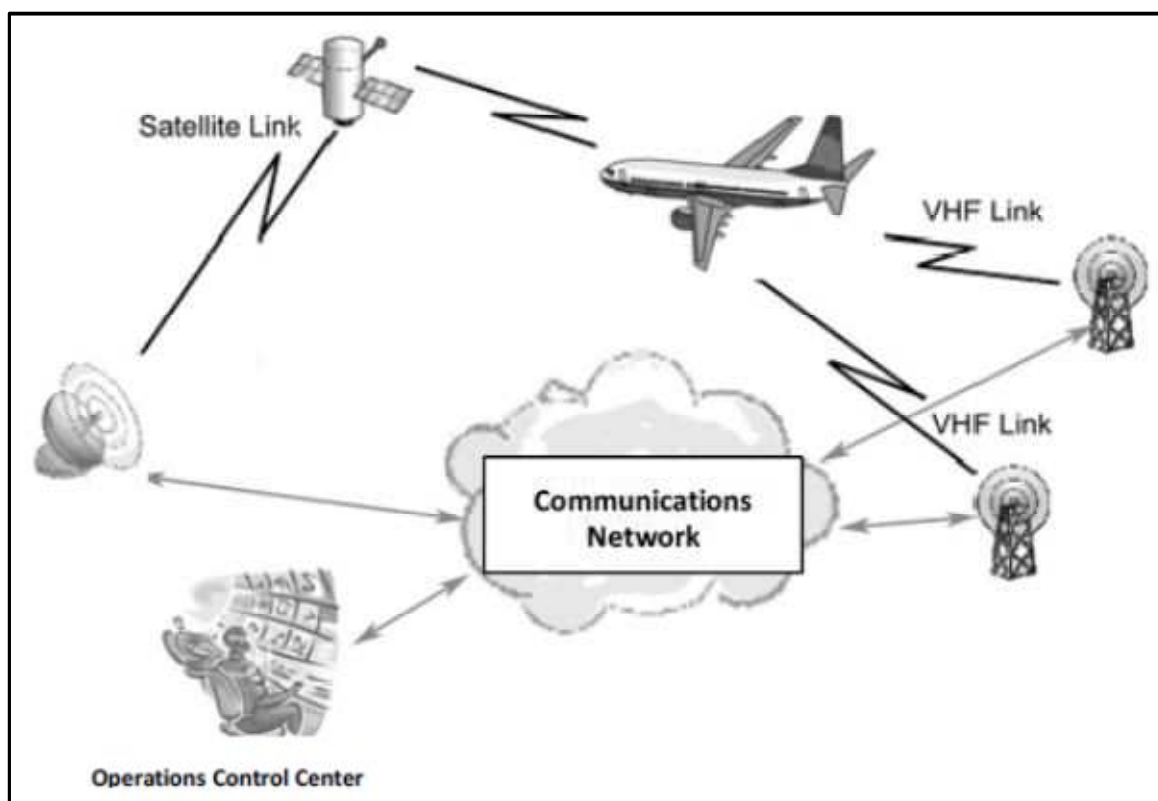 Satellite Link
VHF Link
VHF Link
Communications
Network
Operations Control Center